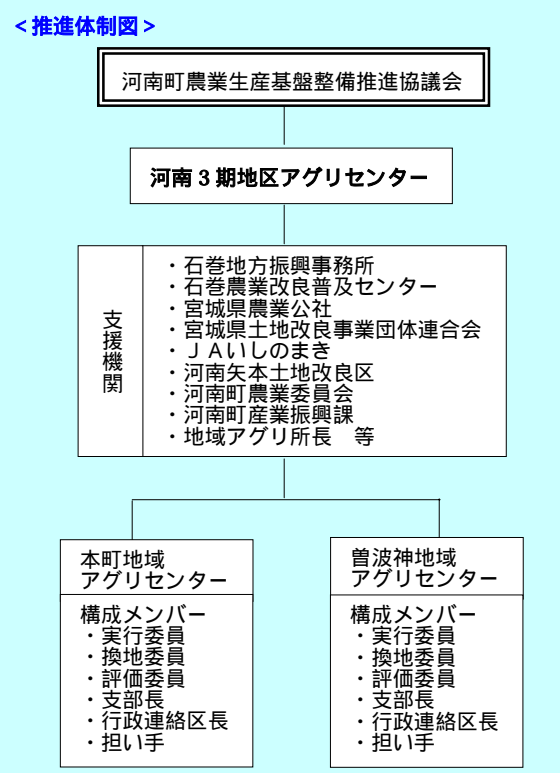 ＜推進体制図＞
河南町農業生産基盤整備推進協議会
河南３期地区アグリセンター
支援機関
・石巻地方振興事務所
・石巻農業改良普及センター
・宮城県農業公社
・宮城県土地改良事業団体連合会
・ＪＡいしのまき
・河南矢本土地改良区
・河南町農業委員会
・河南町産業振興課
・地域アグリ所長　等
本町地域
アグリセンター
構成メンバー
・実行委員
・換地委員
・評価委員
・支部長
・行政連絡区長
・担い手
曽波神地域
アグリセンター
構成メンバー
・実行委員
・換地委員
・評価委員
・支部長
・行政連絡区長
・担い手